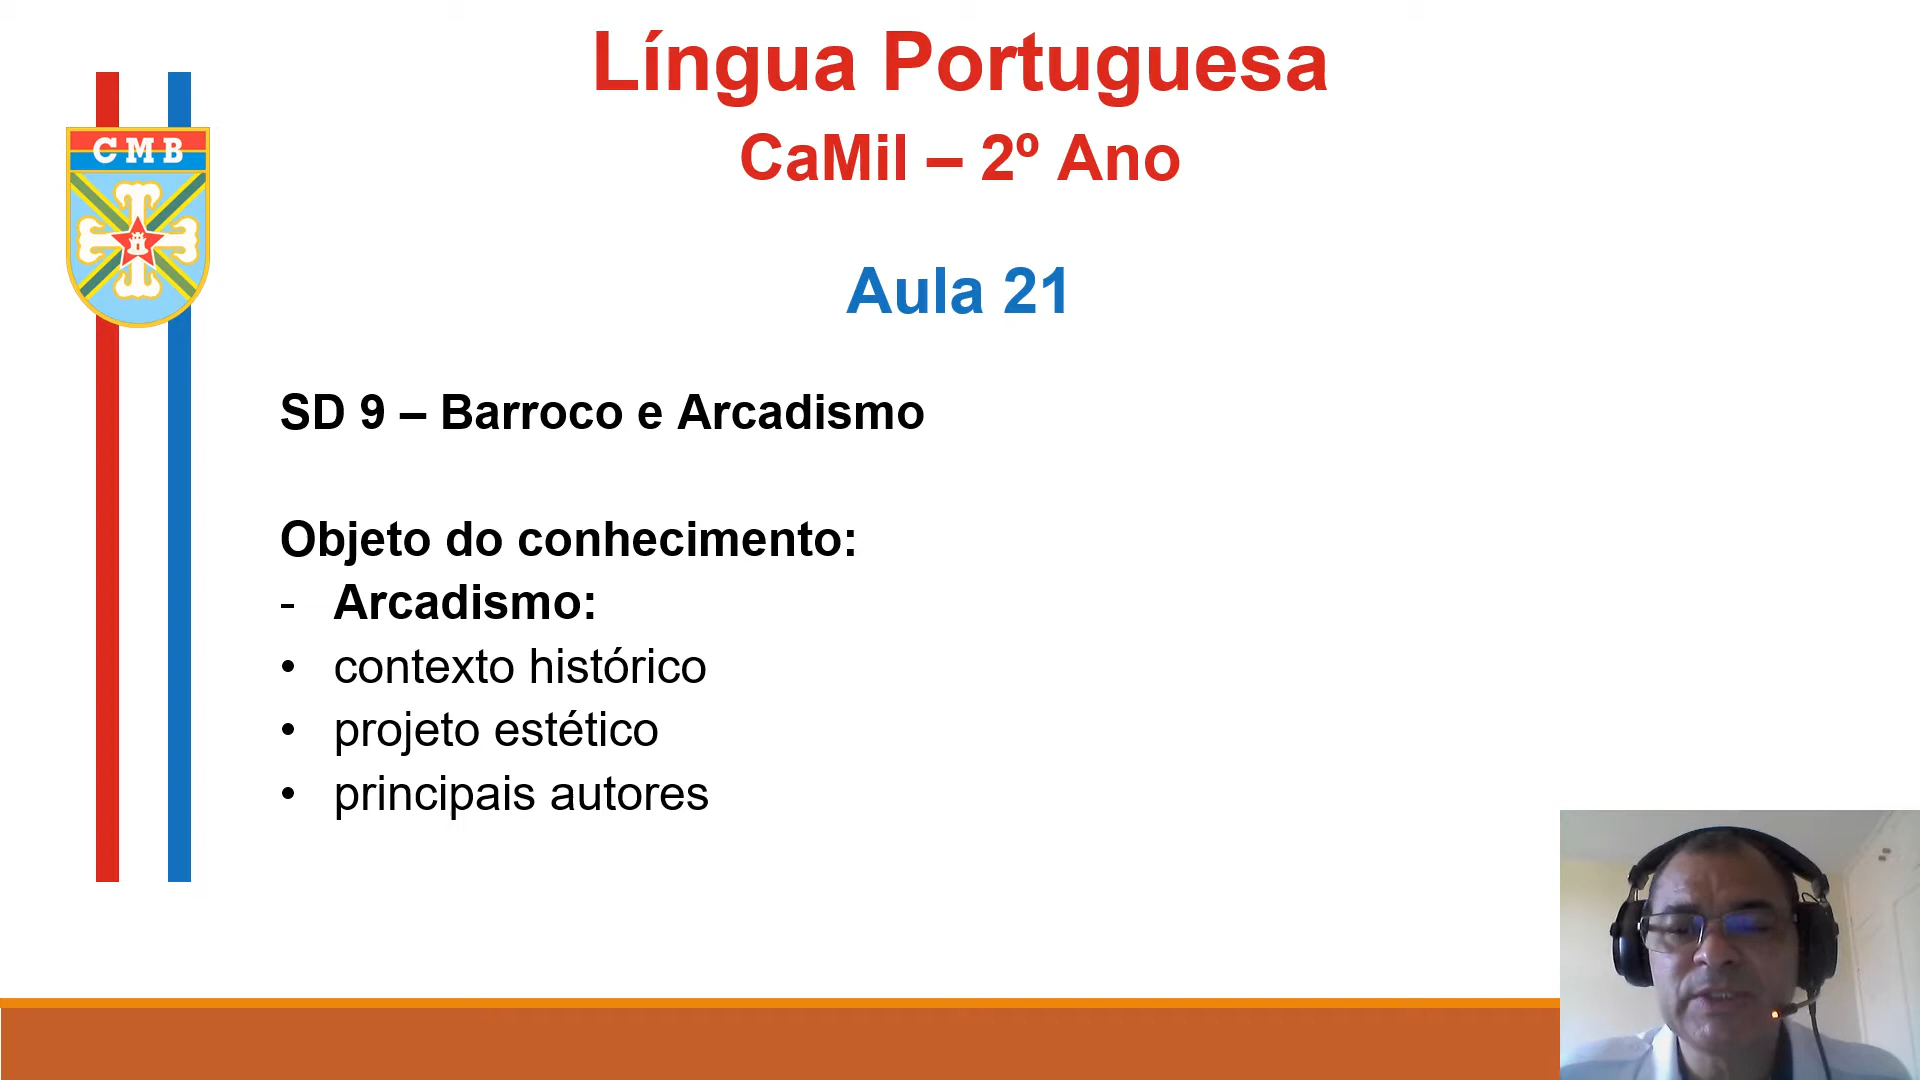 Língua Portuguesa
CaMil – 2º Ano
CMB
Aula 21
SD 9 – Barroco e Arcadismo
Objeto do conhecimento:
- Arcadismo:
• contexto histórico
• projeto estético
• principais autores